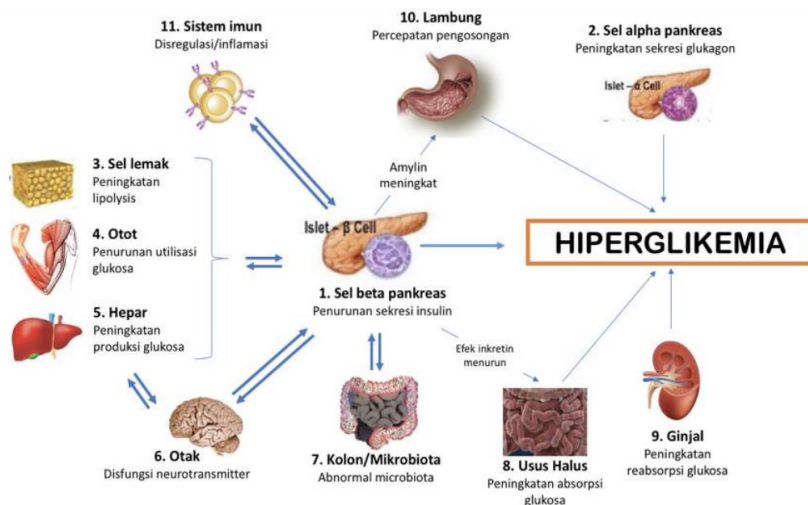 11. Sistem imun
Disregulasi/inflamasi
10. Lambung
Percepatan pengosongan
2. Sel alpha pankreas
Peningkatan sekresi glukagon
Islet – α Cell
3. Sel lemak
Peningkatan
lipolysis
4. Otot
Penurunan utilisasi
glukosa
5. Hepar
Peningkatan
produksi glukosa
Amylin
meningkat
Islet – β Cell
1. Sel beta pankreas
Penurunan sekresi insulin
HIPERGLIKEMIA
Efek inkretin
menurun
6. Otak
Disfungsi neurotransmitter
7. Kolon/Mikrobiota
Abnormal microbiota
8. Usus Halus
Peningkatan absorpsi
glukosa
9. Ginjal
Peningkatan
reabsorpsi glukosa